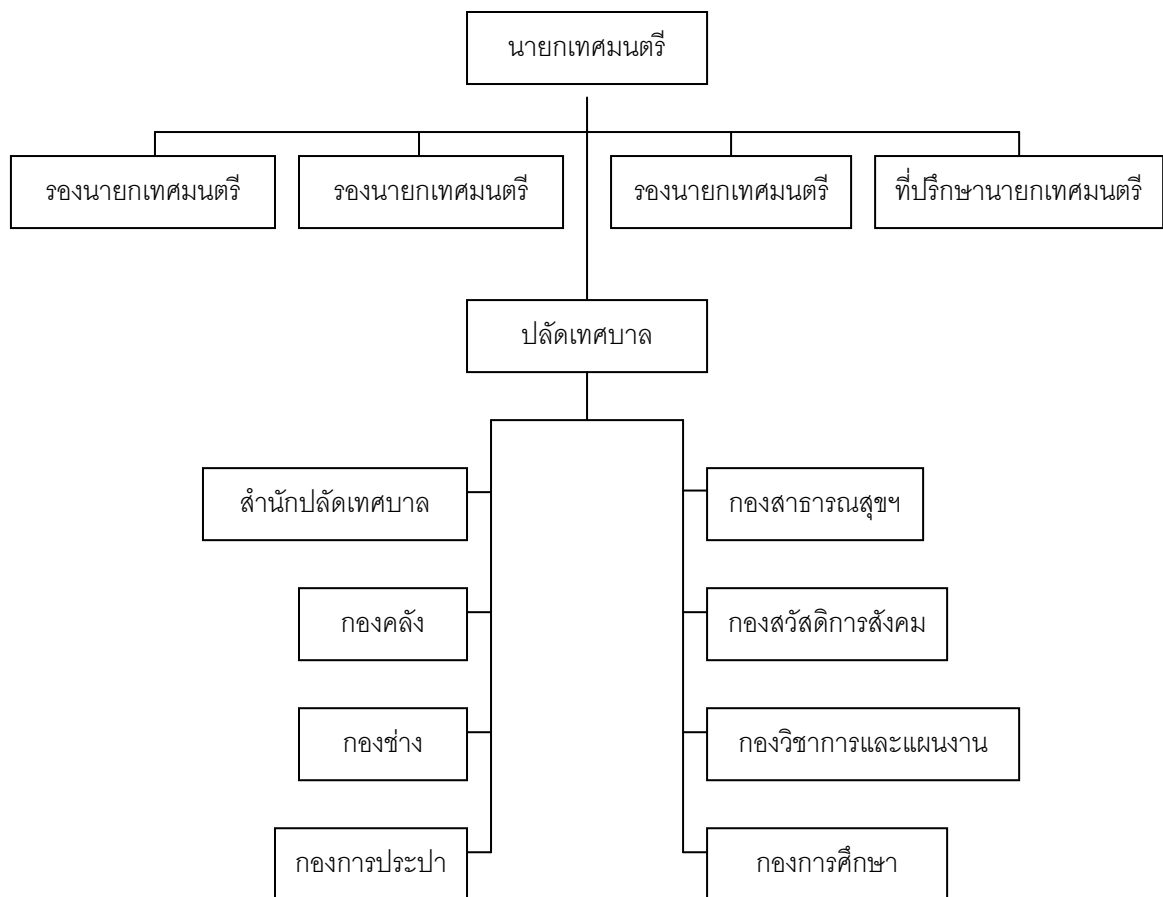 นายกเทศมนตรี
รองนายกเทศมนตรี
รองนายกเทศมนตรี
รองนายกเทศมนตรี
ที่ปรึกษานายกเทศมนตรี
ปลัดเทศบาล
สำนักปลัดเทศบาล
กองสาธารณสุขฯ
กองคลัง
กองสวัสดิการสังคม
กองช่าง
กองวิชาการและแผนงาน
กองการประปา
กองการศึกษา